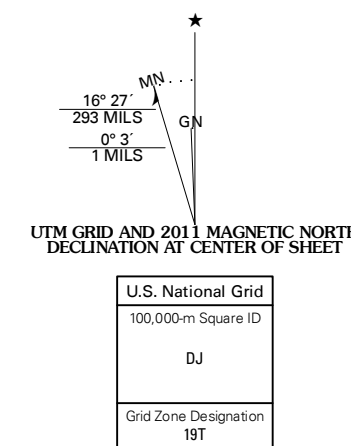 ★
MN
GN
16° 27´
293 MILS
0° 3´
1 MILS
UTM GRID AND 2011 MAGNETIC NORTH
DECLINATION AT CENTER OF SHEET
U.S. National Grid
100,000-m Square ID
DJ
Grid Zone Designation
19T